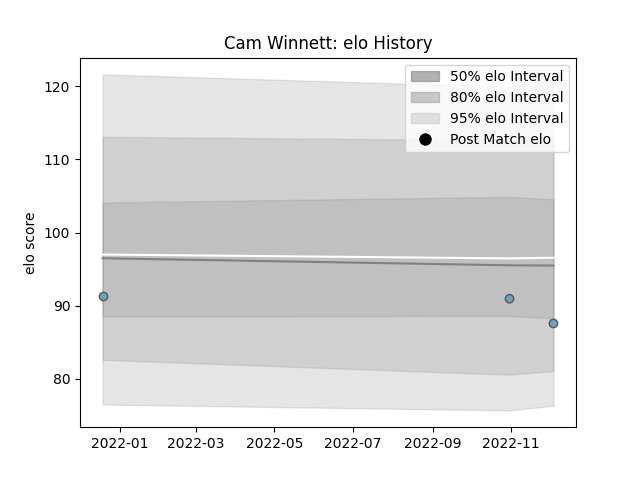 Cam Winnett: elo History
50% elo Interval
80% elo Interval
95% elo Interval
Post Match elo
elo score
120
110
100
90
80
2022-01 2022-03 2022-05 2022-07 2022-09 2022-11